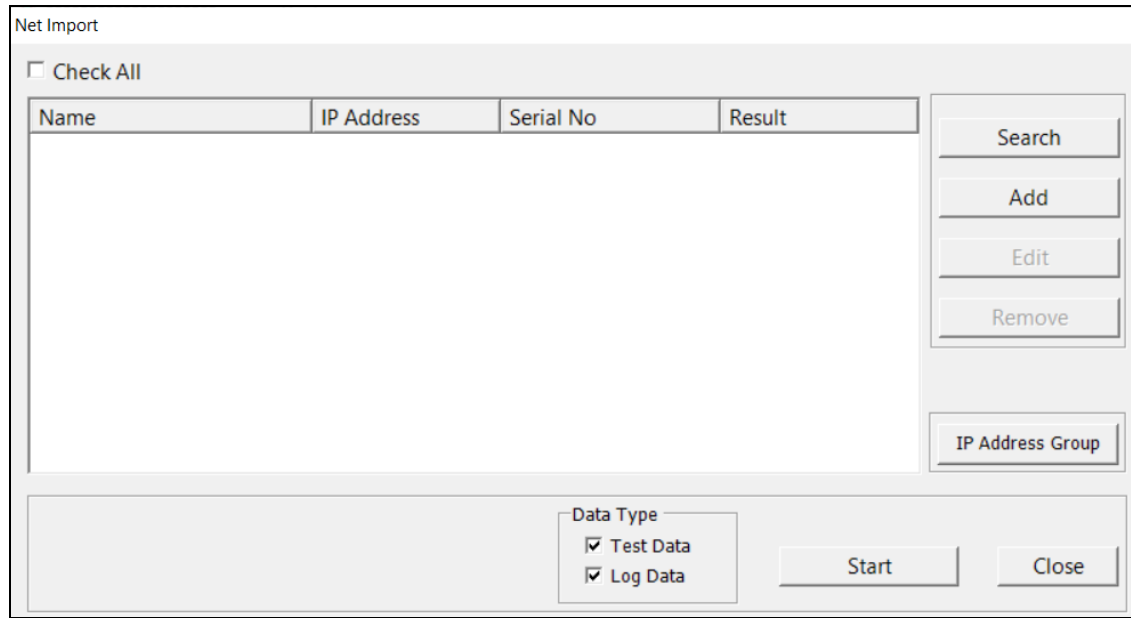 Net Import
Check All
Name IP Address Serial No Result
Search
Add
Edit
Remove
IP Address Group
Data Type
Test Data
Log Data
Start Close